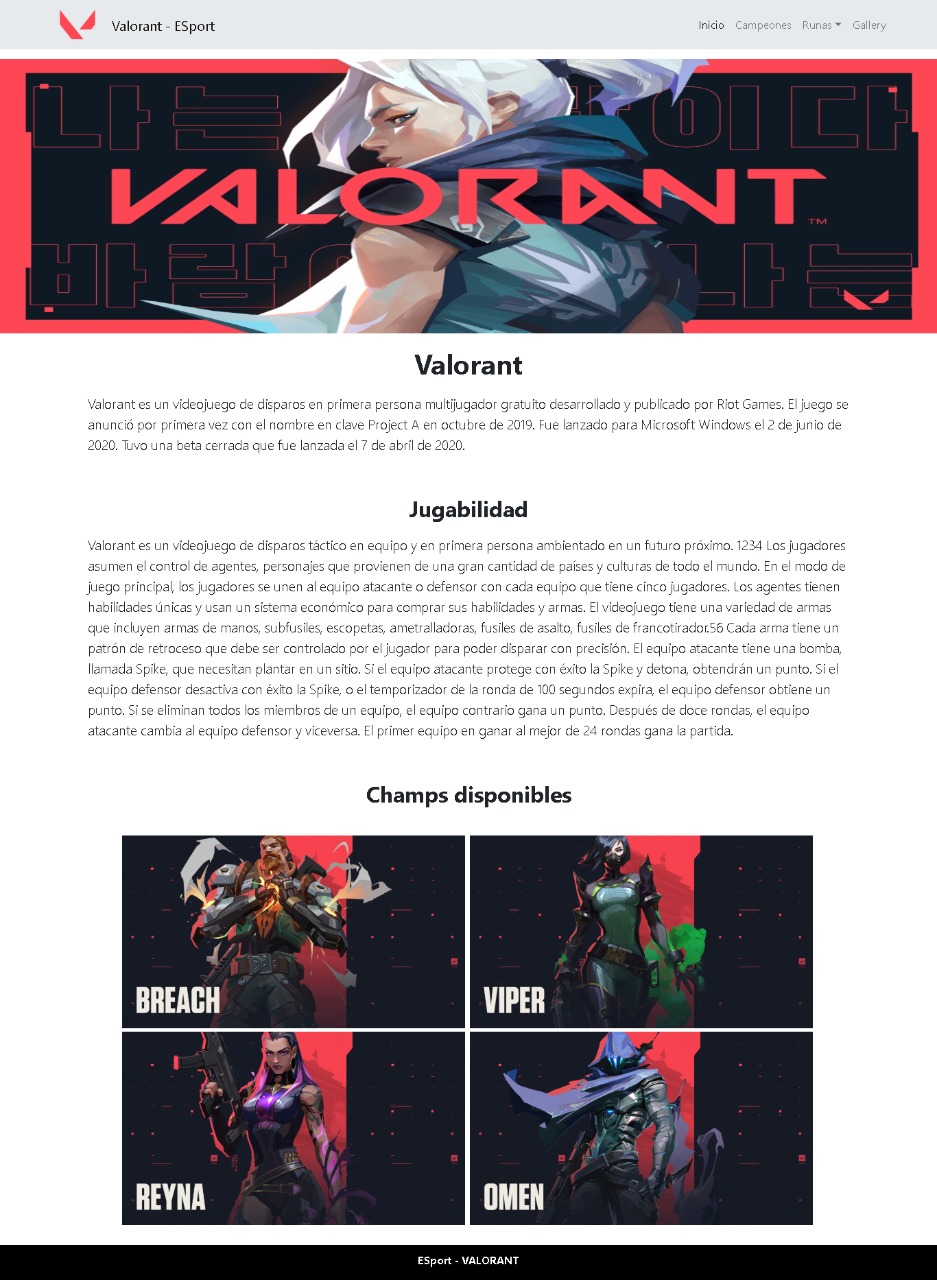 Valorant - ESport
Inicio Campeones Runas Gallery
나는
이다
VALORANT™
바람
나는
Valorant
Valorant es un videojuego de disparos en primera persona multijugador gratuito desarrollado y publicado por Riot Games. El juego se
anunció por primera vez con el nombre en clave Project A en octubre de 2019. Fue lanzado para Microsoft Windows el 2 de junio de
2020. Tuvo una beta cerrada que fue lanzada el 7 de abril de 2020.
Jugabilidad
Valorant es un videojuego de disparos táctico en equipo y en primera persona ambientado en un futuro próximo. 1234 Los jugadores
asumen el control de agentes, personajes que provienen de una gran cantidad de países y culturas de todo el mundo. En el modo de
juego principal, los jugadores se unen al equipo atacante o defensor con cada equipo que tiene cinco jugadores. Los agentes tienen
habilidades únicas y usan un sistema económico para comprar sus habilidades y armas. El videojuego tiene una variedad de armas
que incluyen armas de manos, subfusiles, escopetas, ametralladoras, fusiles de asalto, fusiles de francotirador.56 Cada arma tiene un
patrón de retroceso que debe ser controlado por el jugador para poder disparar con precisión. El equipo atacante tiene una bomba,
llamada Spike, que necesitan plantar en un sitio. Si el equipo atacante protege con éxito la Spike y detona, obtendrán un punto. Si el
equipo defensor desactiva con éxito la Spike, o el temporizador de la ronda de 100 segundos expira, el equipo defensor obtiene un
punto. Si se eliminan todos los miembros de un equipo, el equipo contrario gana un punto. Después de doce rondas, el equipo
atacante cambia al equipo defensor y viceversa. El primer equipo en ganar al mejor de 24 rondas gana la partida.
Champs disponibles
BREACH
VIPER
REYNA
OMEN
ESport - VALORANT